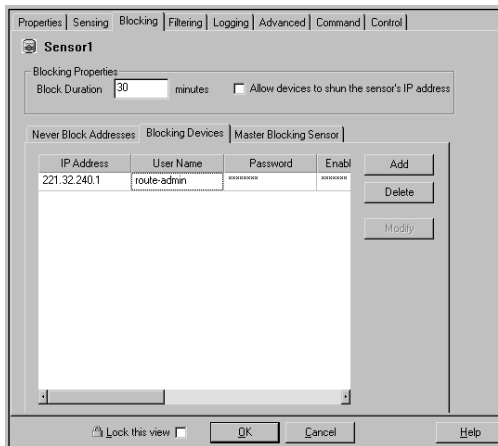 Properties Sensing Blocking Filtering Logging Advanced Command Control
Sensor1
Blocking Properties
Block Duration 30 minutes Allow devices to shun the sensor's IP address
Never Block Addresses Blocking Devices Master Blocking Sensor
IP Address User Name Password Enabl
221.32.240.1 route-admin ******** *******
Add
Delete
Modify
Lock this view OK Cancel Help